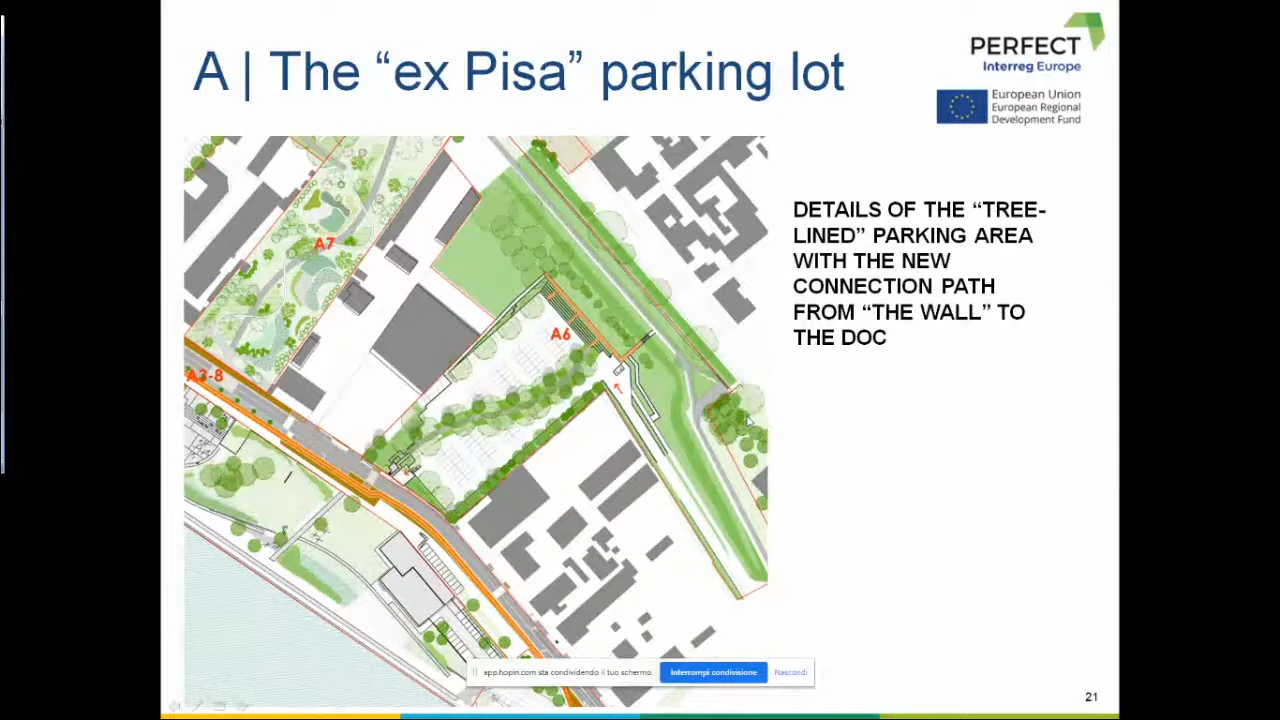 A | The “ex Pisa” parking lot
PERFECT
Interreg Europe
European Union
European Regional
Development Fund
A7
A6
A3-8
DETAILS OF THE “TREE-
LINED” PARKING AREA
WITH THE NEW
CONNECTION PATH
FROM “THE WALL” TO
THE DOC
app.hopin.com sta condividendo il tuo schermo.
Interrompi condivisione
Nascondi
21